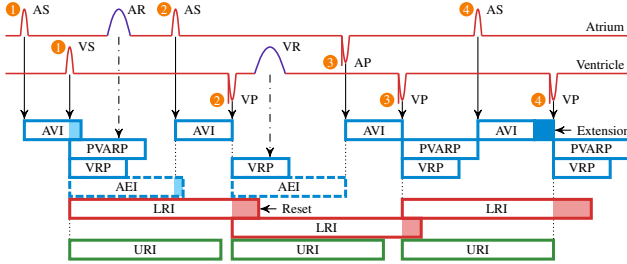 1 AS AR 2 AS 4 AS
Atrium
1 VS VR 3 AP
Ventricle
2 VP 3 VP 4 VP
AVI AVI AVI AVI Extension
PVARP PVARP PVARP
VRP VRP VRP VRP
AEI AEI
LRI Reset LRI
LRI
URI URI URI